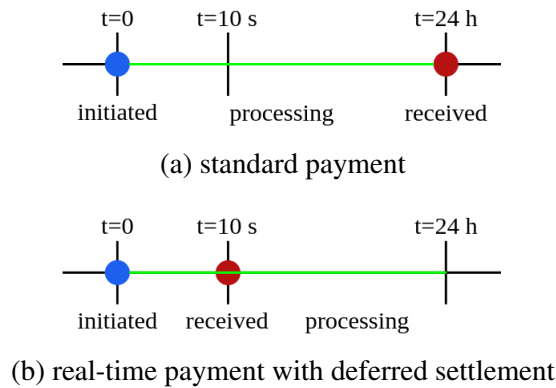 t=0 t=10 s t=24 h
initiated processing received
(a) standard payment
t=0 t=10 s t=24 h
initiated received processing
(b) real-time payment with deferred settlement